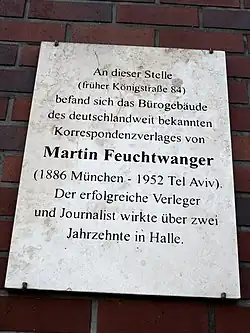 An dieser Stelle
(früher Königstraße 84)
befand sich das Bürogebäude
des deutschlandweit bekannten
Korrespondenzverlages von
Martin Feuchtwanger
(1886 München - 1952 Tel Aviv).
Der erfolgreiche Verleger
und Journalist wirkte über zwei
Jahrzehnte in Halle.